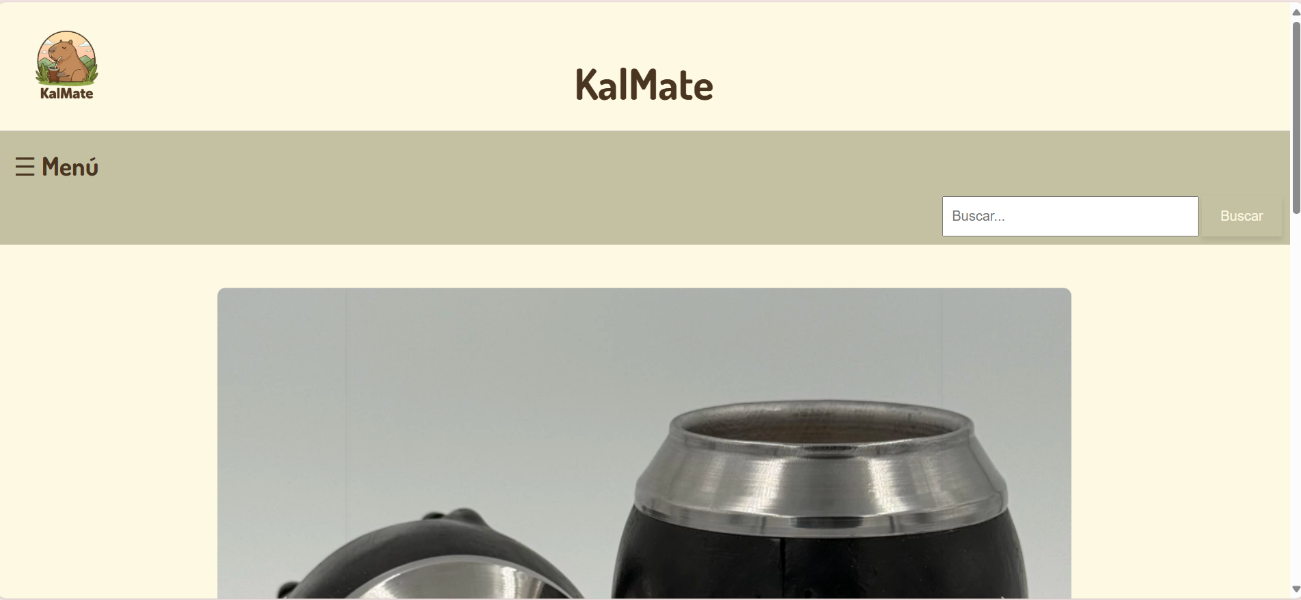 KalMate
KalMate
☰ Menú
Buscar...
Buscar